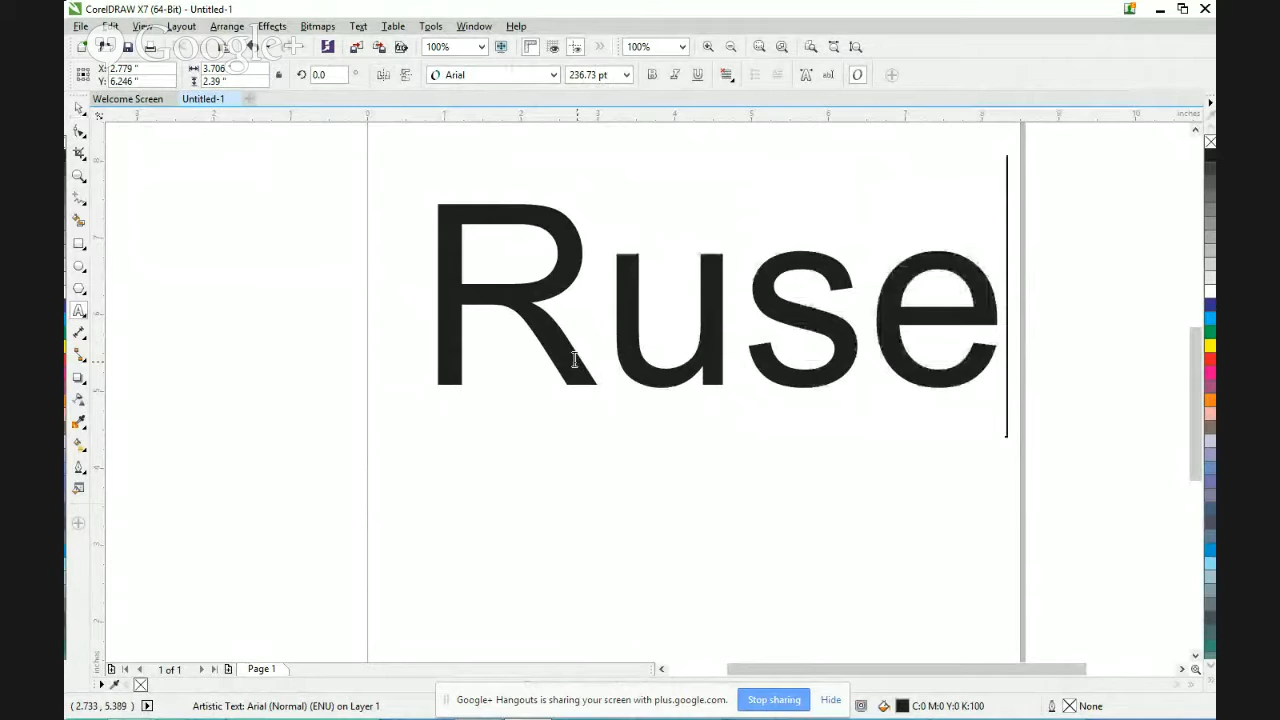 CorelDRAW X7 (64-Bit) - Untitled-1
File Edit View Layout Arrange Effects Bitmaps Text Table Tools Window Help
Google+
100% 100%
X: 2.779 " 3.706 "
Y: 6.246 " 2.39 "
0.0 °
Arial 236.73 pt
B I U
Welcome Screen Untitled-1
inches
Ruse
1 of 1 Page 1
Google+ Hangouts is sharing your screen with plus.google.com. Stop sharing Hide
( 2.733 , 5.389 ) Artistic Text: Arial (Normal) (ENU) on Layer 1 C:0 M:0 Y:0 K:100 None